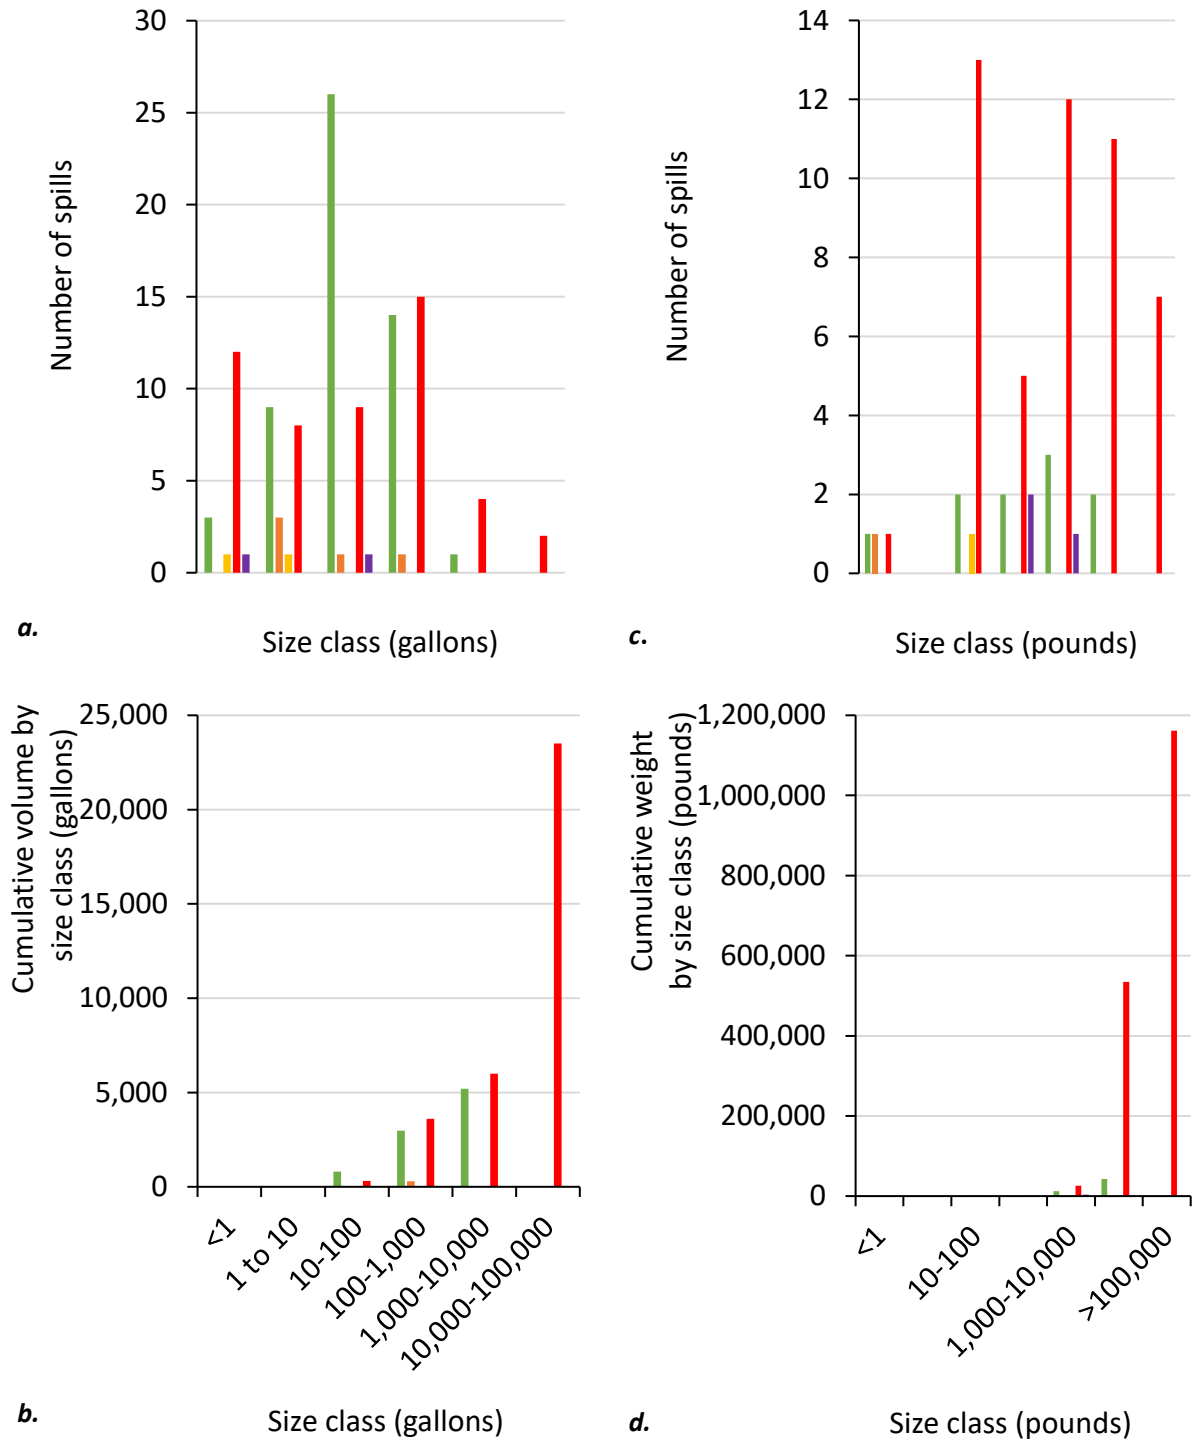 30
25
20
15
10
5
0
Number of spills
a.
Size class (gallons)
14
12
10
8
6
4
2
0
Number of spills
c.
Size class (pounds)
25,000
20,000
15,000
10,000
5,000
0
Cumulative volume by
size class (gallons)
<1
1 to 10
10-100
100-1,000
1,000-10,000
10,000-100,000
b.
Size class (gallons)
1,200,000
1,000,000
800,000
600,000
400,000
200,000
0
Cumulative weight
by size class (pounds)
<1
10-100
1,000-10,000
>100,000
d.
Size class (pounds)